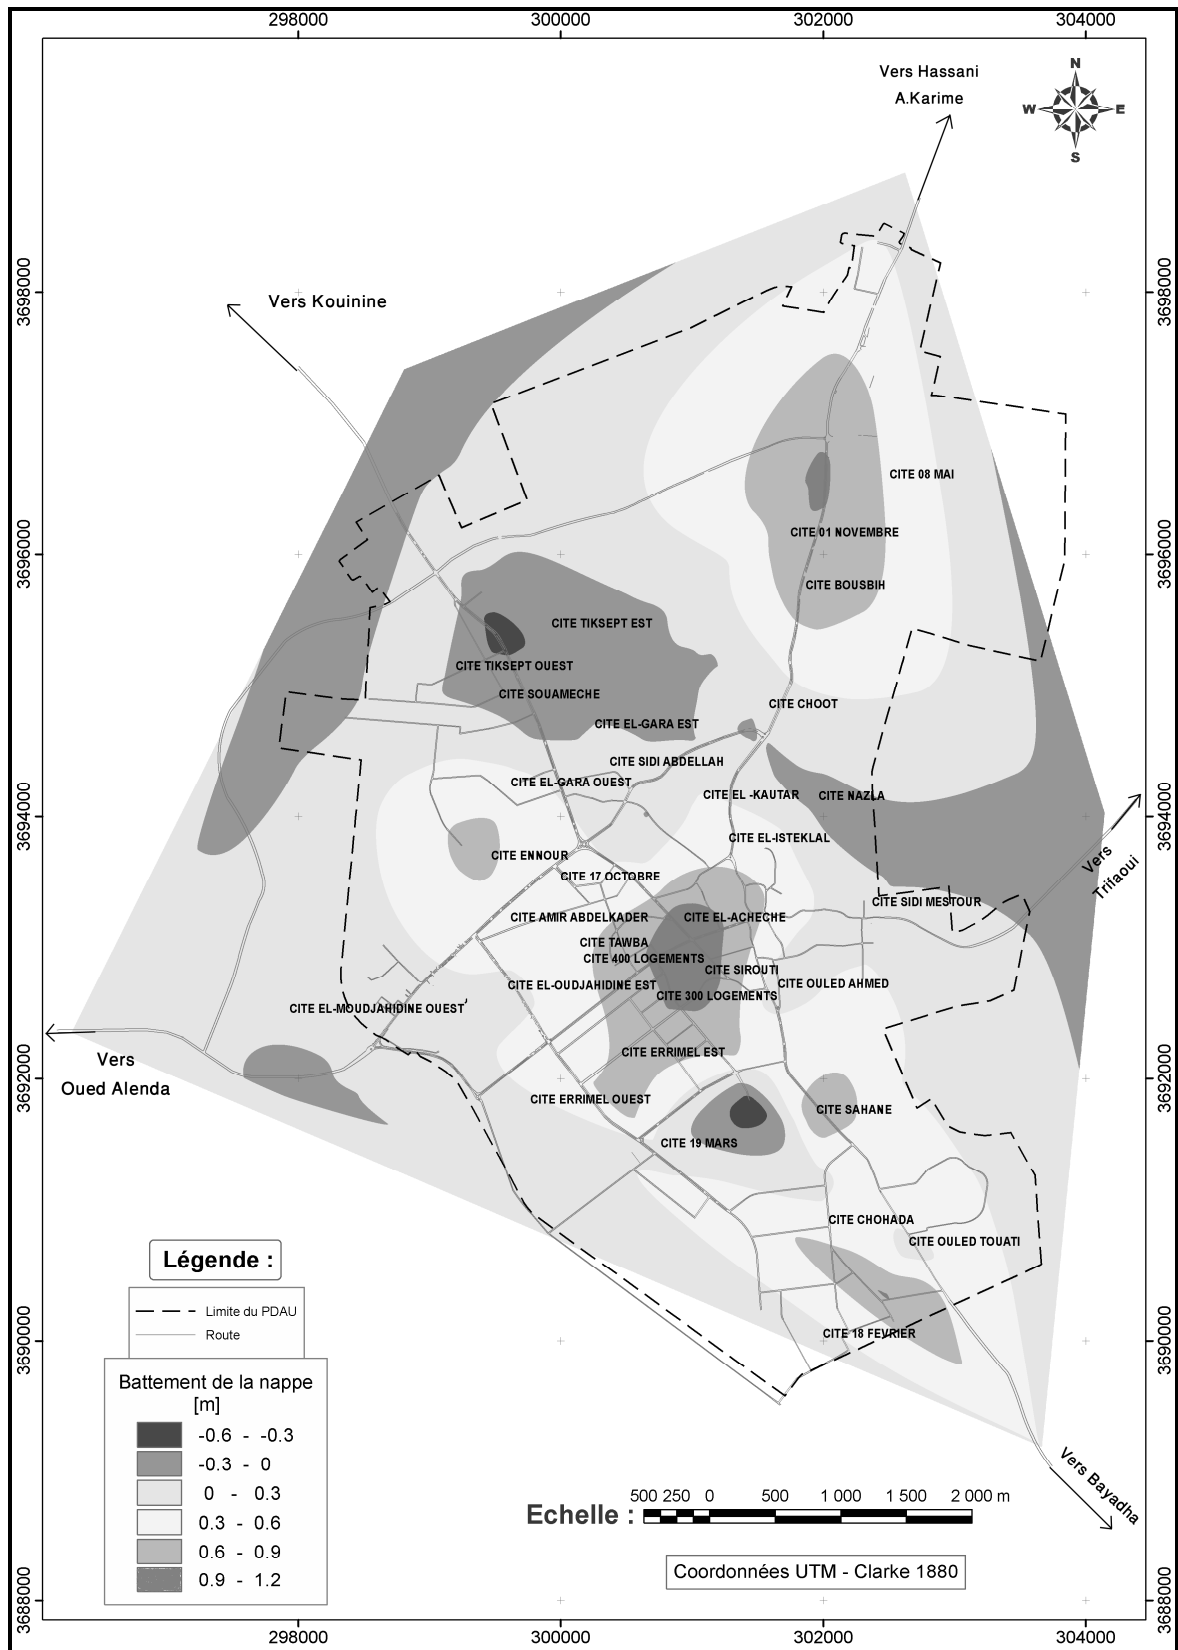 298000
300000
302000
304000
Vers Hassani
A.Karime
N
W
E
S
3698000
3698000
Vers Kouinine
CITE 08 MAI
CITE 01 NOVEMBRE
3696000
3696000
CITE BOUSBIH
CITE TIKSEPT EST
CITE TIKSEPT OUEST
CITE SOUAMECHE
CITE CHOOT
CITE EL-GARA EST
CITE SIDI ABDELLAH
CITE EL-GARA OUEST
CITE EL -KAUTAR
CITE NAZLA
3694000
3694000
CITE EL-ISTEKLAL
CITE ENNOUR
Vers
Trifaoui
CITE 17 OCTOBRE
CITE SIDI MESTOUR
CITE AMIR ABDELKADER
CITE EL-ACHECHE
CITE TAWBA
CITE 400 LOGEMENTS
CITE SIROUTI
CITE EL-OUDJAHIDINE EST
CITE OULED AHMED
CITE 300 LOGEMENTS
CITE EL-MOUDJAHIDINE OUEST'
3692000
3692000
Vers
Oued Alenda
CITE ERRIMEL EST
CITE ERRIMEL OUEST
CITE SAHANE
CITE 19 MARS
CITE CHOHADA
CITE OULED TOUATI
CITE 18 FEVRIER
3690000
3690000
Légende :
Limite du PDAU
Route
Battement de la nappe
[m]
-0.6 - -0.3
-0.3 - 0
0 - 0.3
0.3 - 0.6
0.6 - 0.9
0.9 - 1.2
Vers Bayadha
Echelle :
500 250 0 500 1 000 1 500 2 000 m
Coordonnées UTM - Clarke 1880
3688000
3688000
298000
300000
302000
304000